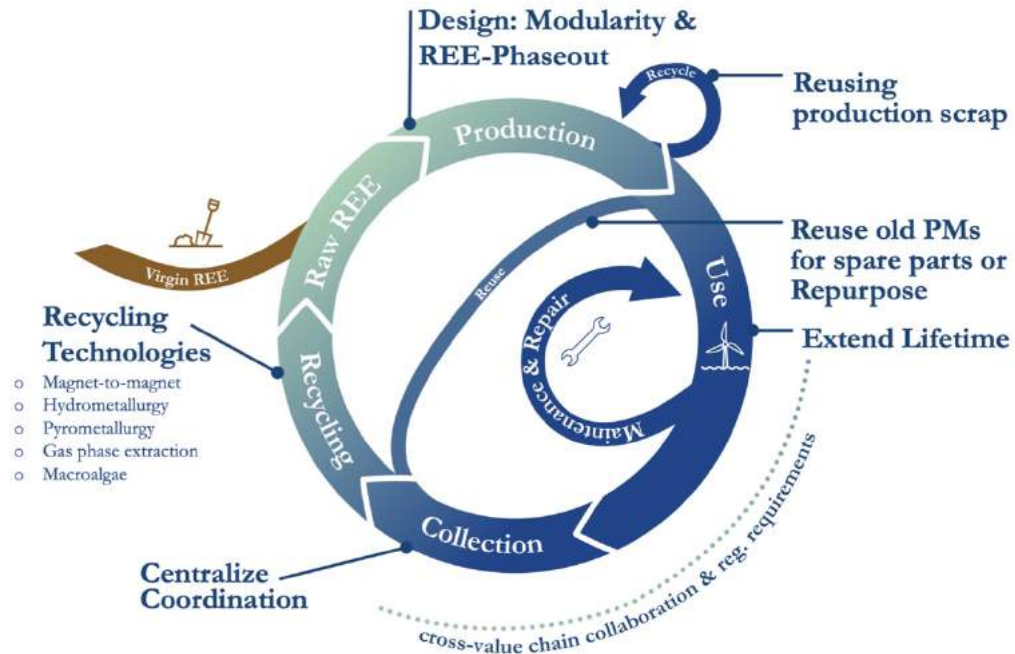 Design: Modularity &
REE-Phaseout
Recycle
Reusing
production scrap
Production
Raw REE
Virgin REE
Reuse
Reuse old PMs
for spare parts or
Repurpose
Use
Maintenance & Repair
Extend Lifetime
Recycling
Technologies
o Magnet-to-magnet
o Hydrometallurgy
o Pyrometallurgy
o Gas phase extraction
o Macroalgae
Recycling
Collection
Centralize
Coordination
cross-value chain collaboration & reg. requirements